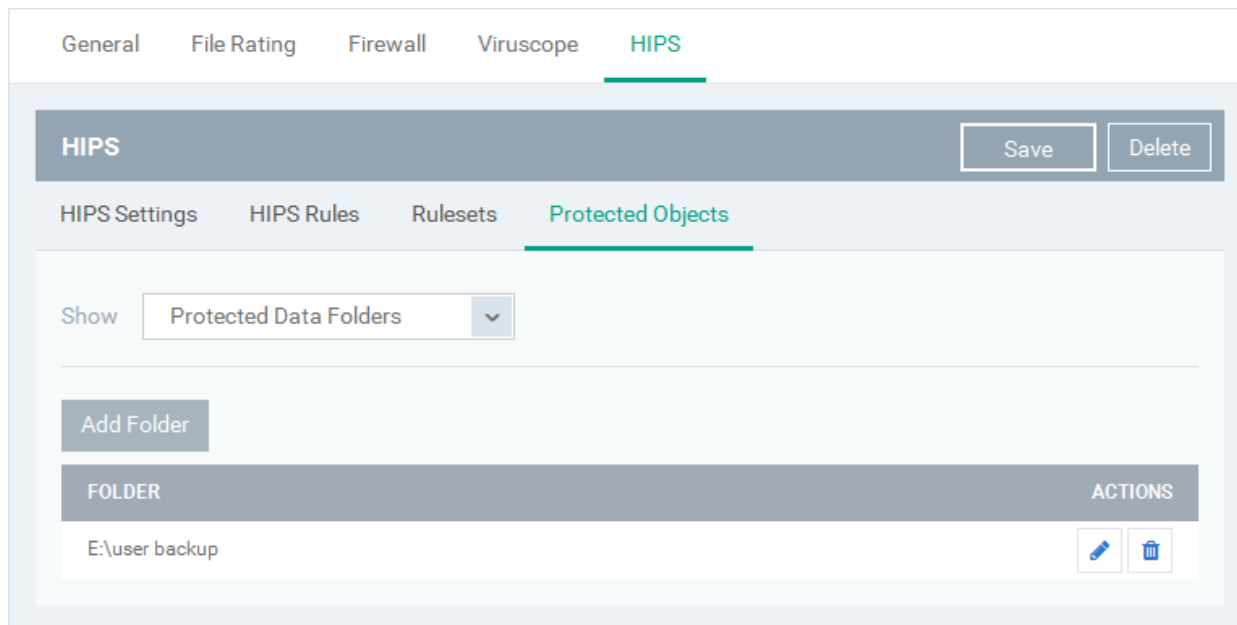 General File Rating Firewall Viruscope HIPS
HIPS Save Delete
HIPS Settings HIPS Rules Rulesets Protected Objects
Show Protected Data Folders
Add Folder
FOLDER ACTIONS
E:\user backup